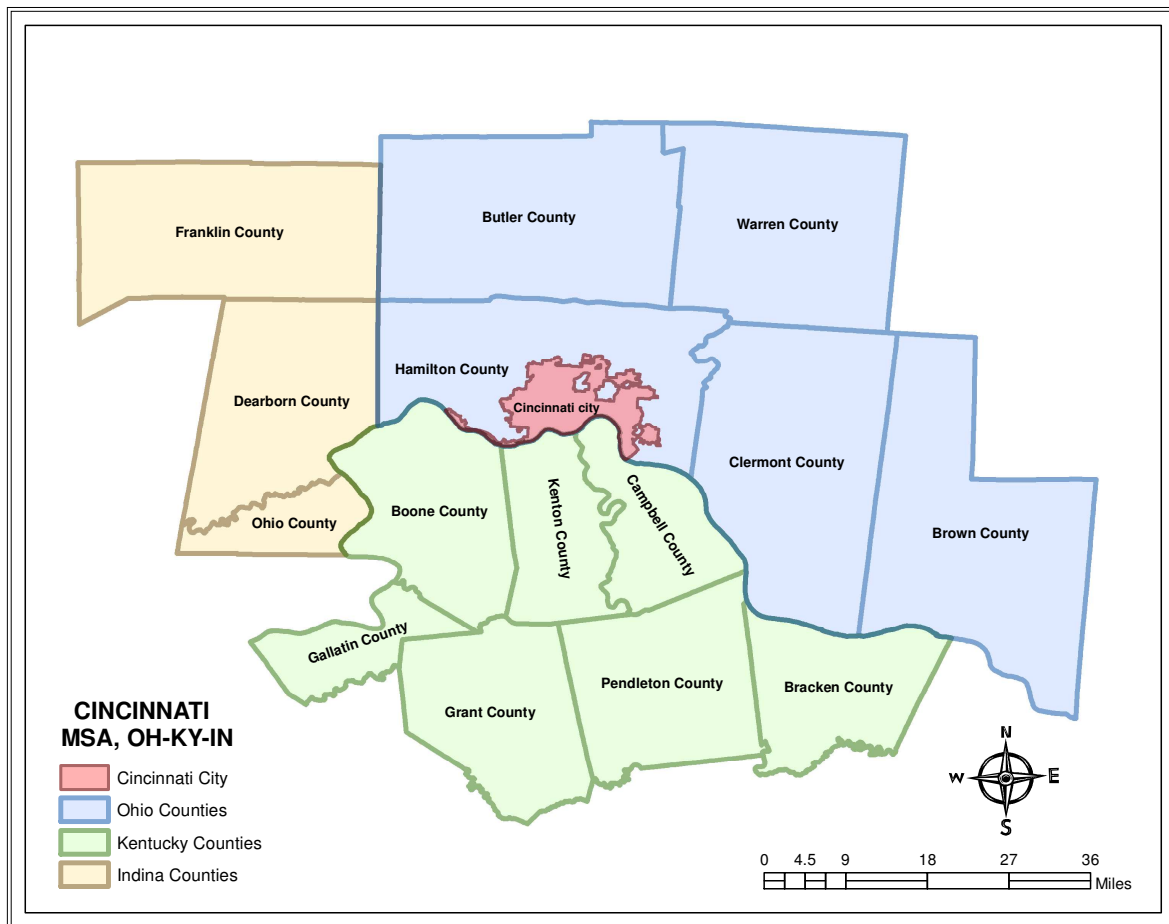 Butler County
Warren County
Franklin County
Hamilton County
Dearborn County
Cincinnati city
Clermont County
Kenton County
Campbell County
Boone County
Ohio County
Brown County
Gallatin County
Pendleton County
Bracken County
Grant County
CINCINNATI
MSA, OH-KY-IN
Cincinnati City
Ohio Counties
Kentucky Counties
Indina Counties
N
W E
S
0 4.5 9 18 27 36
Miles